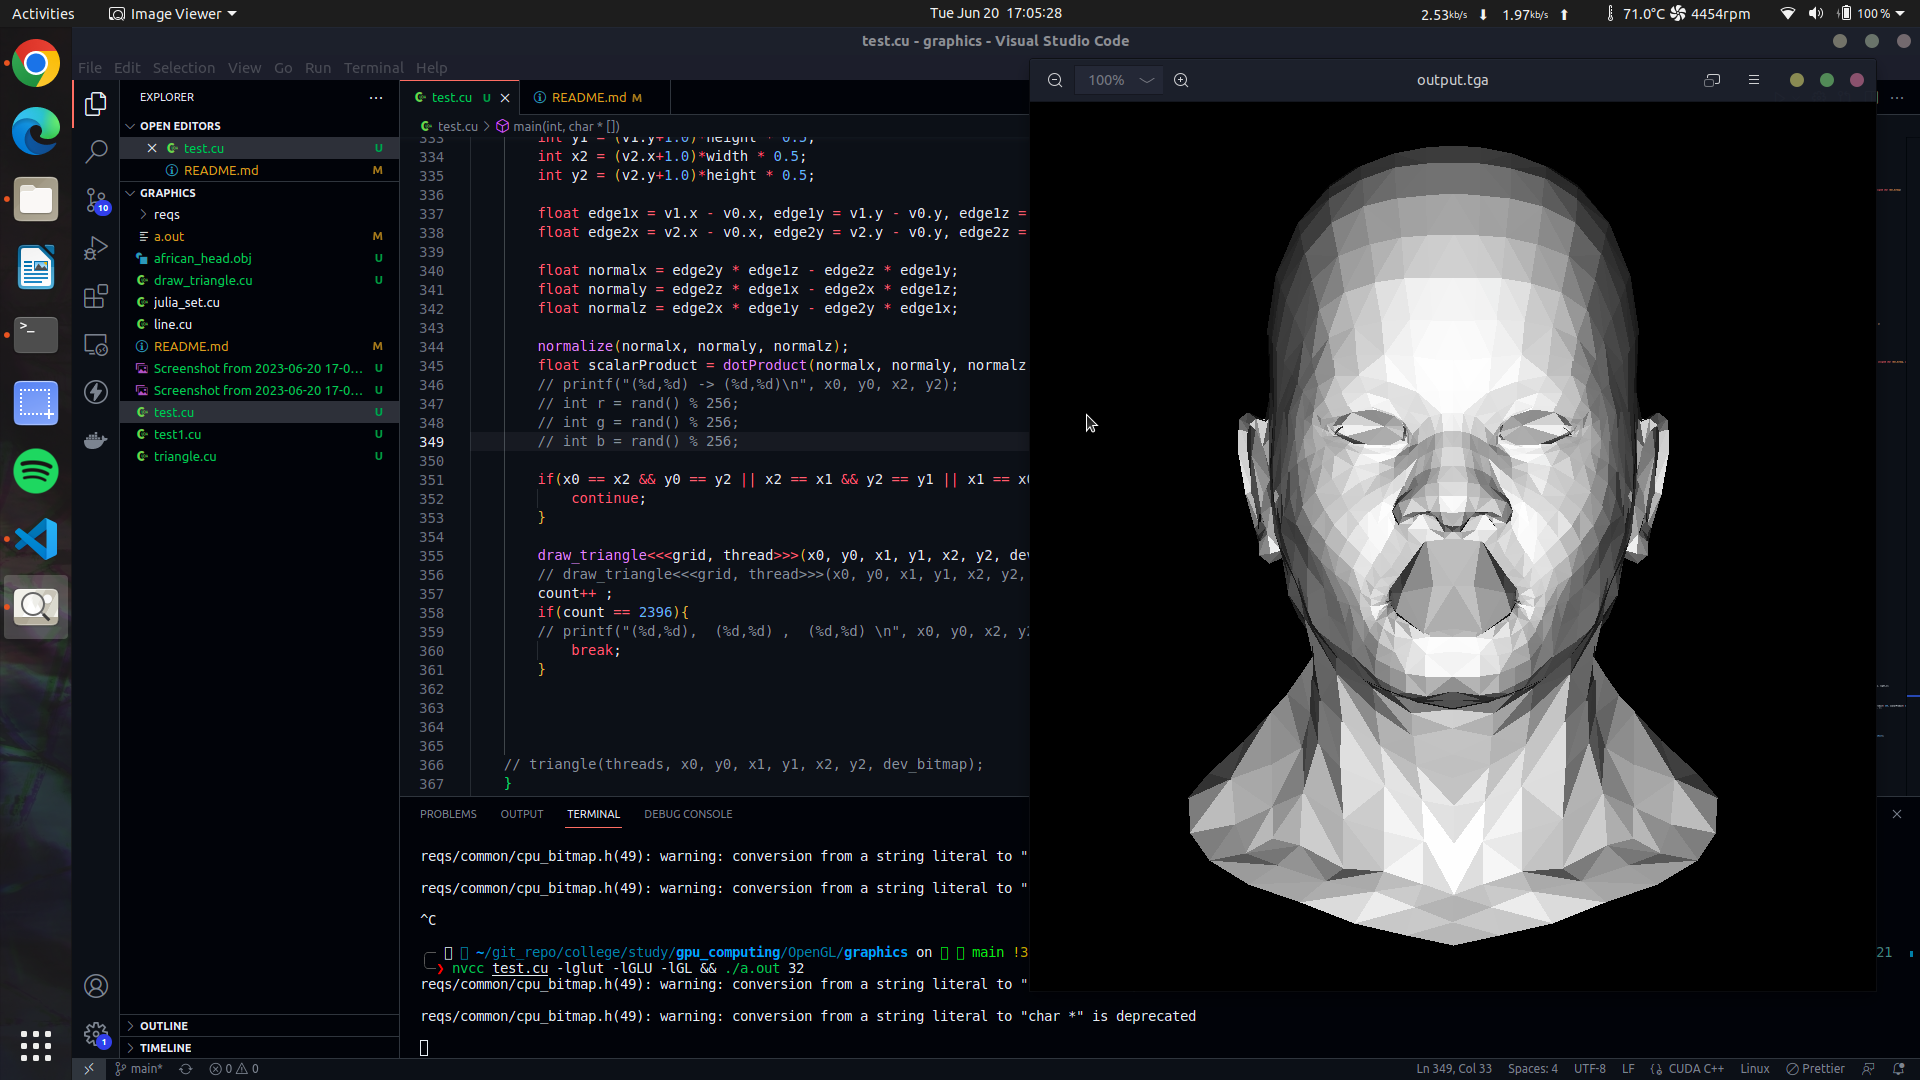 Activities
Image Viewer
Tue Jun 20 17:05:28
2.53kb/s 1.97kb/s 71.0°C 4454rpm 100 %
test.cu - graphics - Visual Studio Code
File Edit Selection View Go Run Terminal Help
100%
output.tga
EXPLORER
OPEN EDITORS
test.cu U
README.md M
GRAPHICS
reqs
a.out M
african_head.obj U
draw_triangle.cu U
julia_set.cu
line.cu
README.md M
Screenshot from 2023-06-20 17-0... U
Screenshot from 2023-06-20 17-0... U
test.cu U
test1.cu U
triangle.cu U
OUTLINE
TIMELINE
10
1
test.cu U
README.md M
test.cu > main(int, char * [])
333 int y1 = (v1.y+1.0)*height * 0.5;
334 int x2 = (v2.x+1.0)*width * 0.5;
335 int y2 = (v2.y+1.0)*height * 0.5;
336
337 float edge1x = v1.x - v0.x, edge1y = v1.y - v0.y, edge1z =
338 float edge2x = v2.x - v0.x, edge2y = v2.y - v0.y, edge2z =
339
340 float normalx = edge2y * edge1z - edge2z * edge1y;
341 float normaly = edge2z * edge1x - edge2x * edge1z;
342 float normalz = edge2x * edge1y - edge2y * edge1x;
343
344 normalize(normalx, normaly, normalz);
345 float scalarProduct = dotProduct(normalx, normaly, normalz
346 // printf("(%d,%d) -> (%d,%d)\n", x0, y0, x2, y2);
347 // int r = rand() % 256;
348 // int g = rand() % 256;
349 // int b = rand() % 256;
350
351 if(x0 == x2 && y0 == y2 || x2 == x1 && y2 == y1 || x1 == x0
352 continue;
353 }
354
355 draw_triangle<<<grid, thread>>>(x0, y0, x1, y1, x2, y2, dev
356 // draw_triangle<<<grid, thread>>>(x0, y0, x1, y1, x2, y2,
357 count++ ;
358 if(count == 2396){
359 // printf("(%d,%d), (%d,%d) , (%d,%d) \n", x0, y0, x2, y2
360 break;
361 }
362
363
364
365
366 // triangle(threads, x0, y0, x1, y1, x2, y2, dev_bitmap);
367 }
PROBLEMS OUTPUT TERMINAL DEBUG CONSOLE
reqs/common/cpu_bitmap.h(49): warning: conversion from a string literal to "
reqs/common/cpu_bitmap.h(49): warning: conversion from a string literal to "
^C
~/git_repo/college/study/gpu_computing/OpenGL/graphics on main !3
21
❯ nvcc test.cu -lglut -lGLU -lGL && ./a.out 32
reqs/common/cpu_bitmap.h(49): warning: conversion from a string literal to "
reqs/common/cpu_bitmap.h(49): warning: conversion from a string literal to "char *" is deprecated
main* 0 0
Ln 349, Col 33 Spaces: 4 UTF-8 LF CUDA C++ Linux Prettier